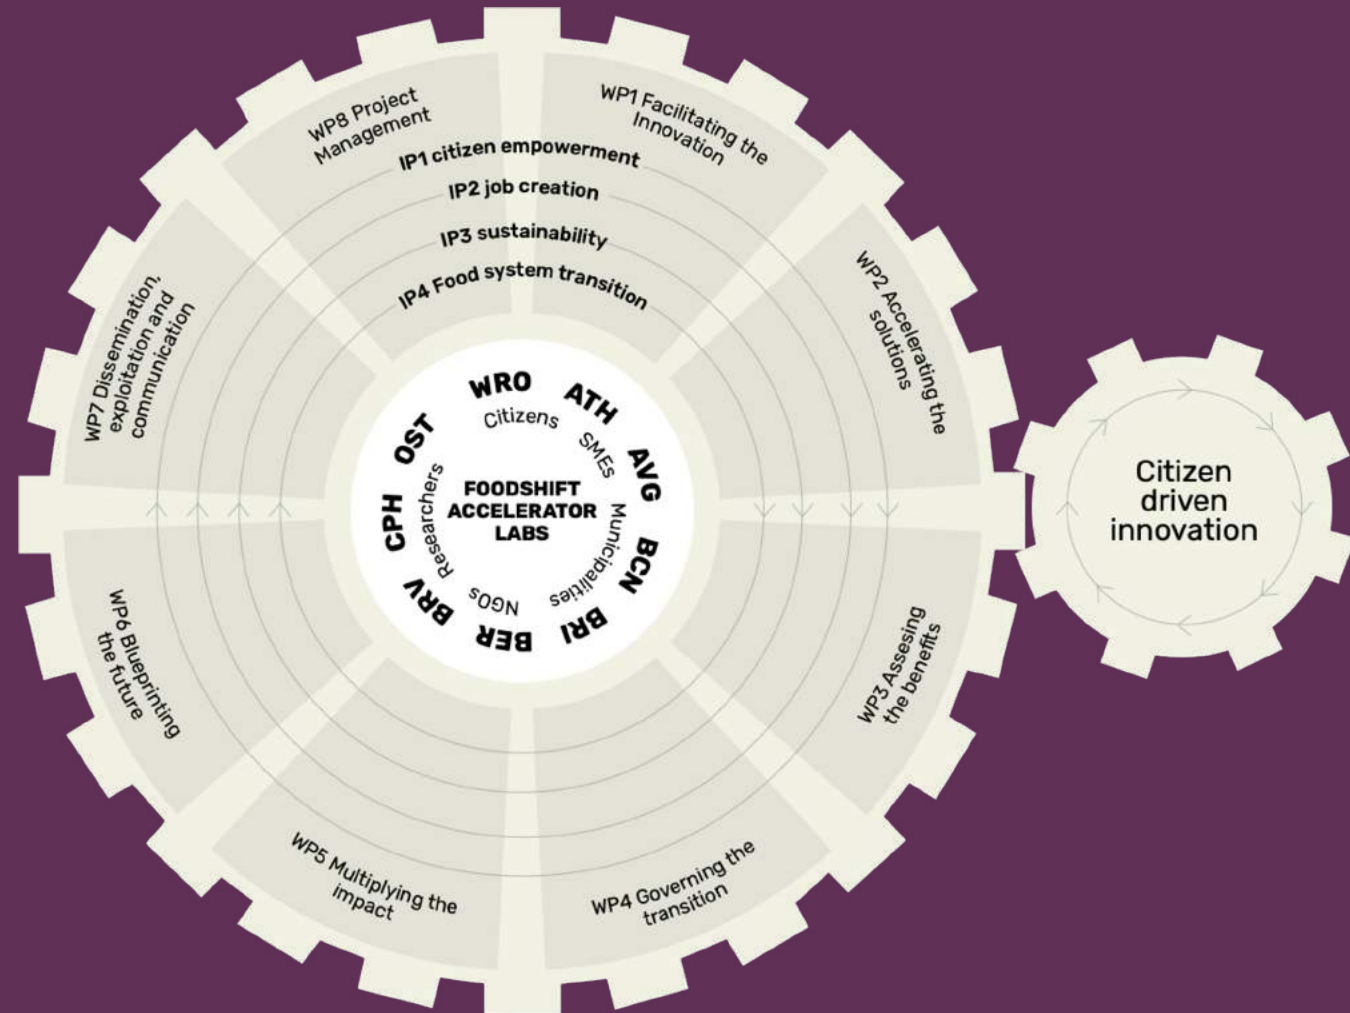 WP8 Project
Management
WP1 Facilitating the
Innovation
IP1 citizen empowerment
IP2 job creation
IP3 sustainability
IP4 Food system transition
WP2 Accelerating the
solutions
WP3 Assesing
the benefits
WP4 Governing the
transition
WP5 Multiplying the
impact
WP6 Blueprinting
the future
WP7 Dissemination,
exploitation and
communication
WRO
ATH
AVG
BCN
BRI
BER
BRV
CPH
OST
Citizens
SMEs
Municipalities
NGOs
Researchers
FOODSHIFT
ACCELERATOR
LABS
Citizen
driven
innovation